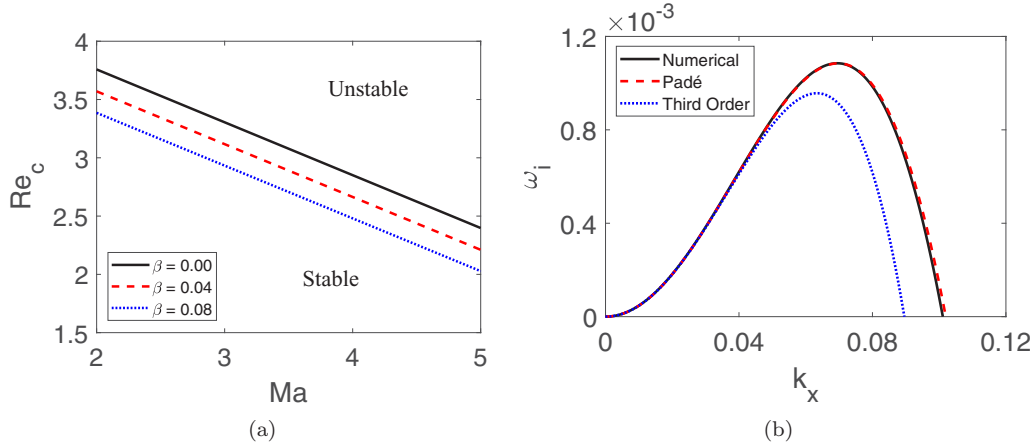 4
3.5
3
2.5
2
1.5
Re_c
Unstable
Stable
β = 0.00
β = 0.04
β = 0.08
2
3
4
5
Ma
(a)
×10⁻³
1.2
0.8
0.4
0
ω_i
Numerical
Padé
Third Order
0
0.04
0.08
0.12
k_x
(b)